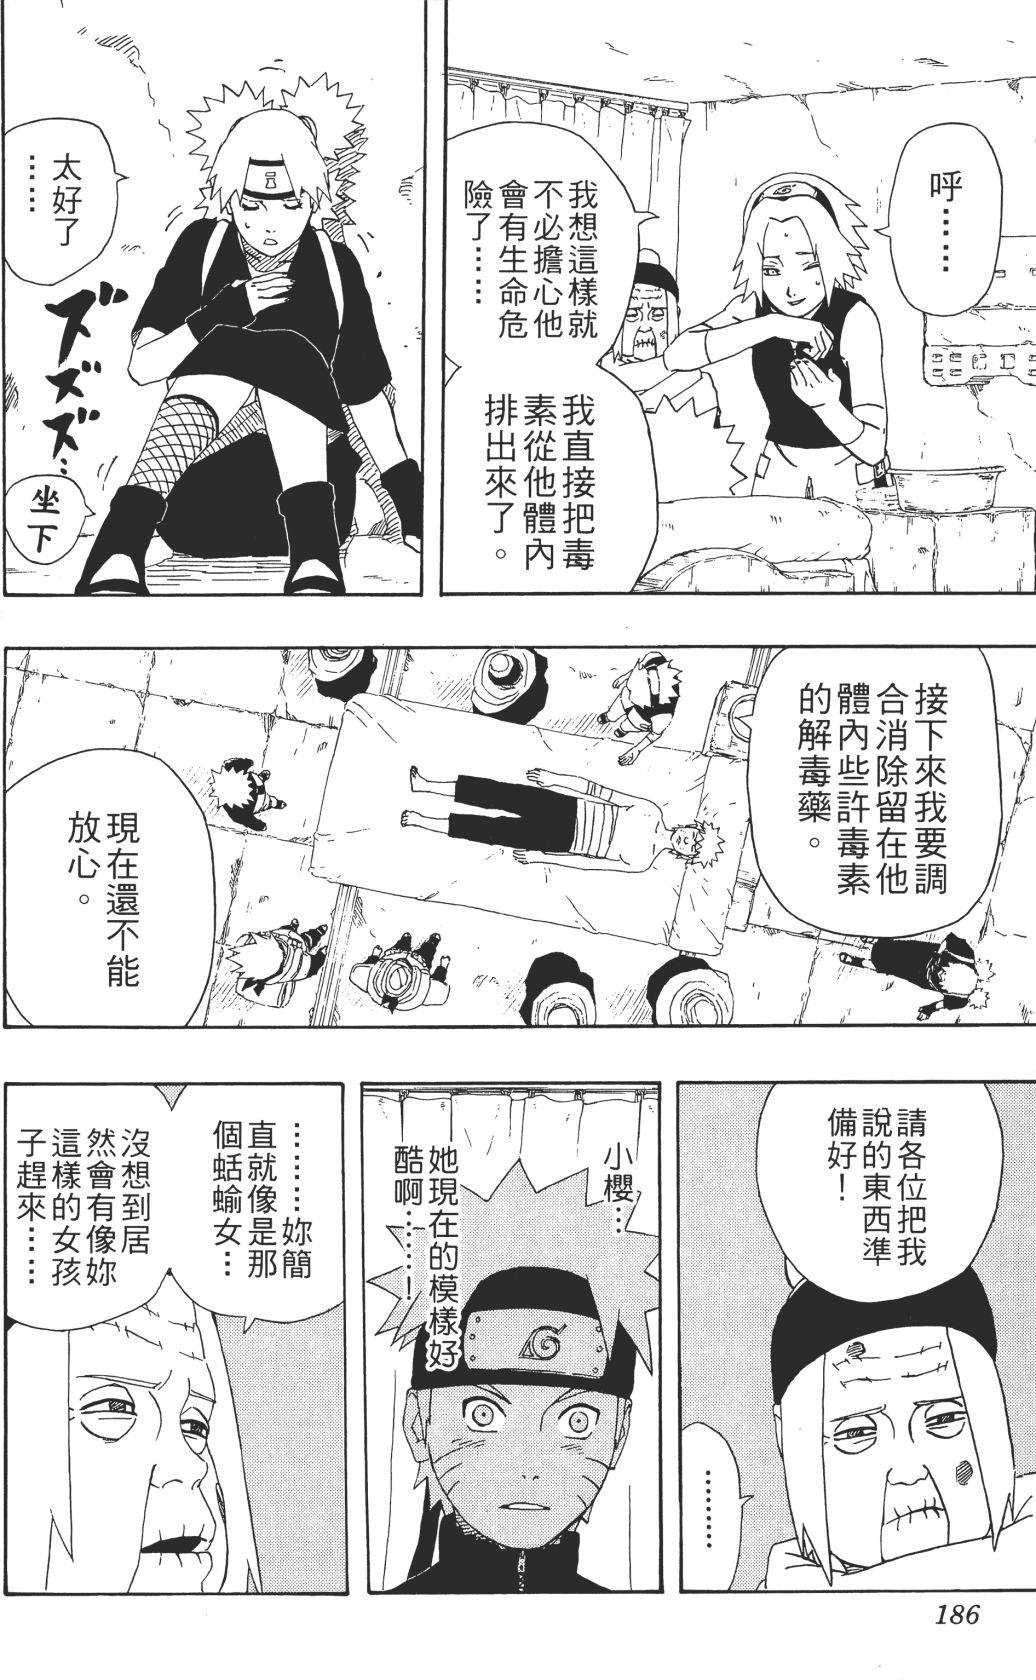 呼……
我想這樣就
不必擔心他
會有生命危
險了……
我直接把毒
素從他體內
排出來了。
太好了
……
ズズズ…
坐下
接下來我要調
合消除留在他
體內些許毒素
的解毒藥。
現在還不能
放心。
請各位把我
說的東西準
備好！
………
小櫻…
她現在的模樣好
酷啊……！
………妳簡
直就像是那
個蛞蝓女…
沒想到居
然會有像妳
這樣的女孩
子趕來……
186